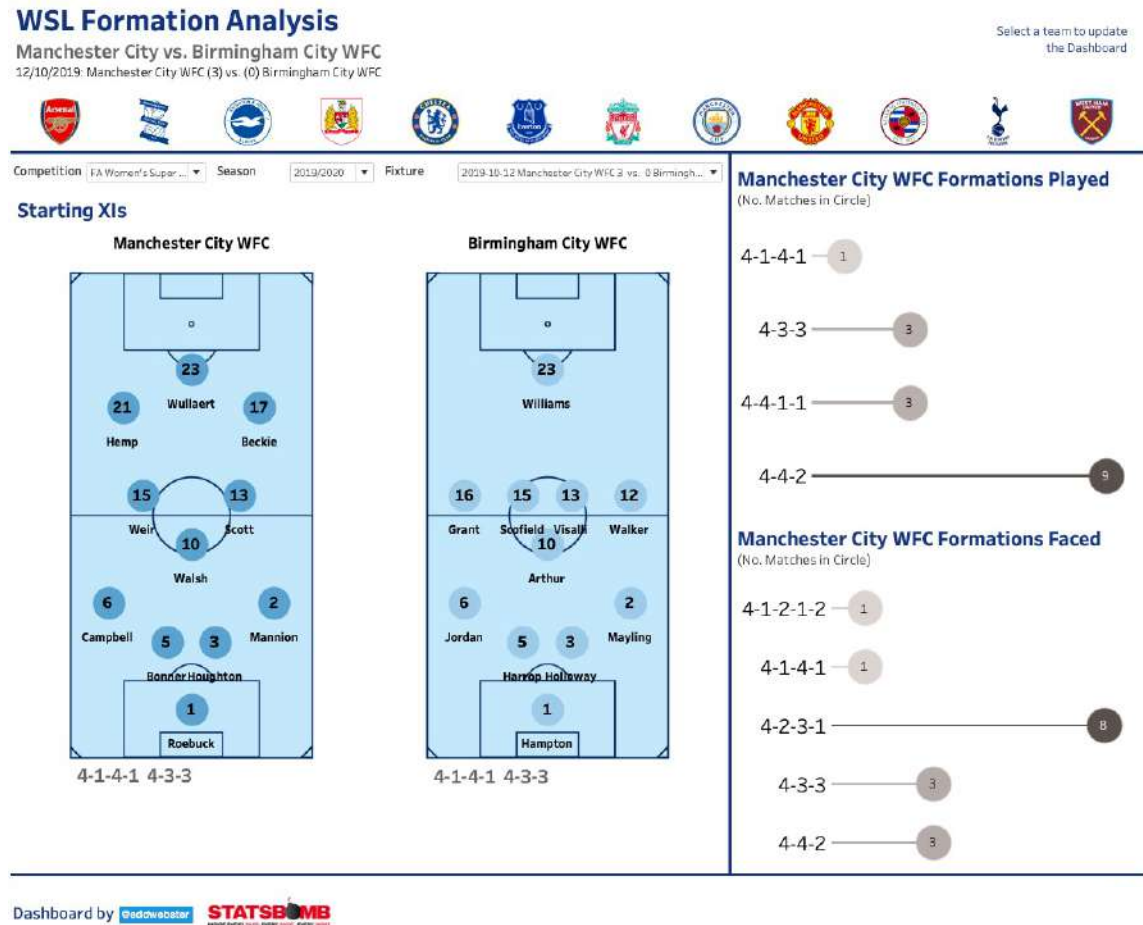 WSL Formation Analysis
Manchester City vs. Birmingham City WFC
12/10/2019: Manchester City WFC (3) vs. (0) Birmingham City WFC
Select a team to update
the Dashboard
Arsenal
CHELSEA
Everton
Competition FA Women's Super ... Season 2019/2020 Fixture 2019-10-12 Manchester City WFC 3 vs. 0 Birmingh...
Starting XIs
Manchester City WFC
23
Wullaert
21 17
Hemp Beckie
15 13
Weir Scott
10
Walsh
6 2
Campbell Mannion
5 3
Bonner Houghton
1
Roebuck
4-1-4-1 4-3-3
Birmingham City WFC
23
Williams
16 15 13 12
Grant Scofield Visalli Walker
10
Arthur
6 2
Jordan Mayling
5 3
Harrop Holloway
1
Hampton
4-1-4-1 4-3-3
Manchester City WFC Formations Played
(No. Matches in Circle)
4-1-4-1 1
4-3-3 3
4-4-1-1 3
4-4-2 9
Manchester City WFC Formations Faced
(No. Matches in Circle)
4-1-2-1-2 1
4-1-4-1 1
4-2-3-1 8
4-3-3 3
4-4-2 3
Dashboard by @eddwebster STATSBOMB